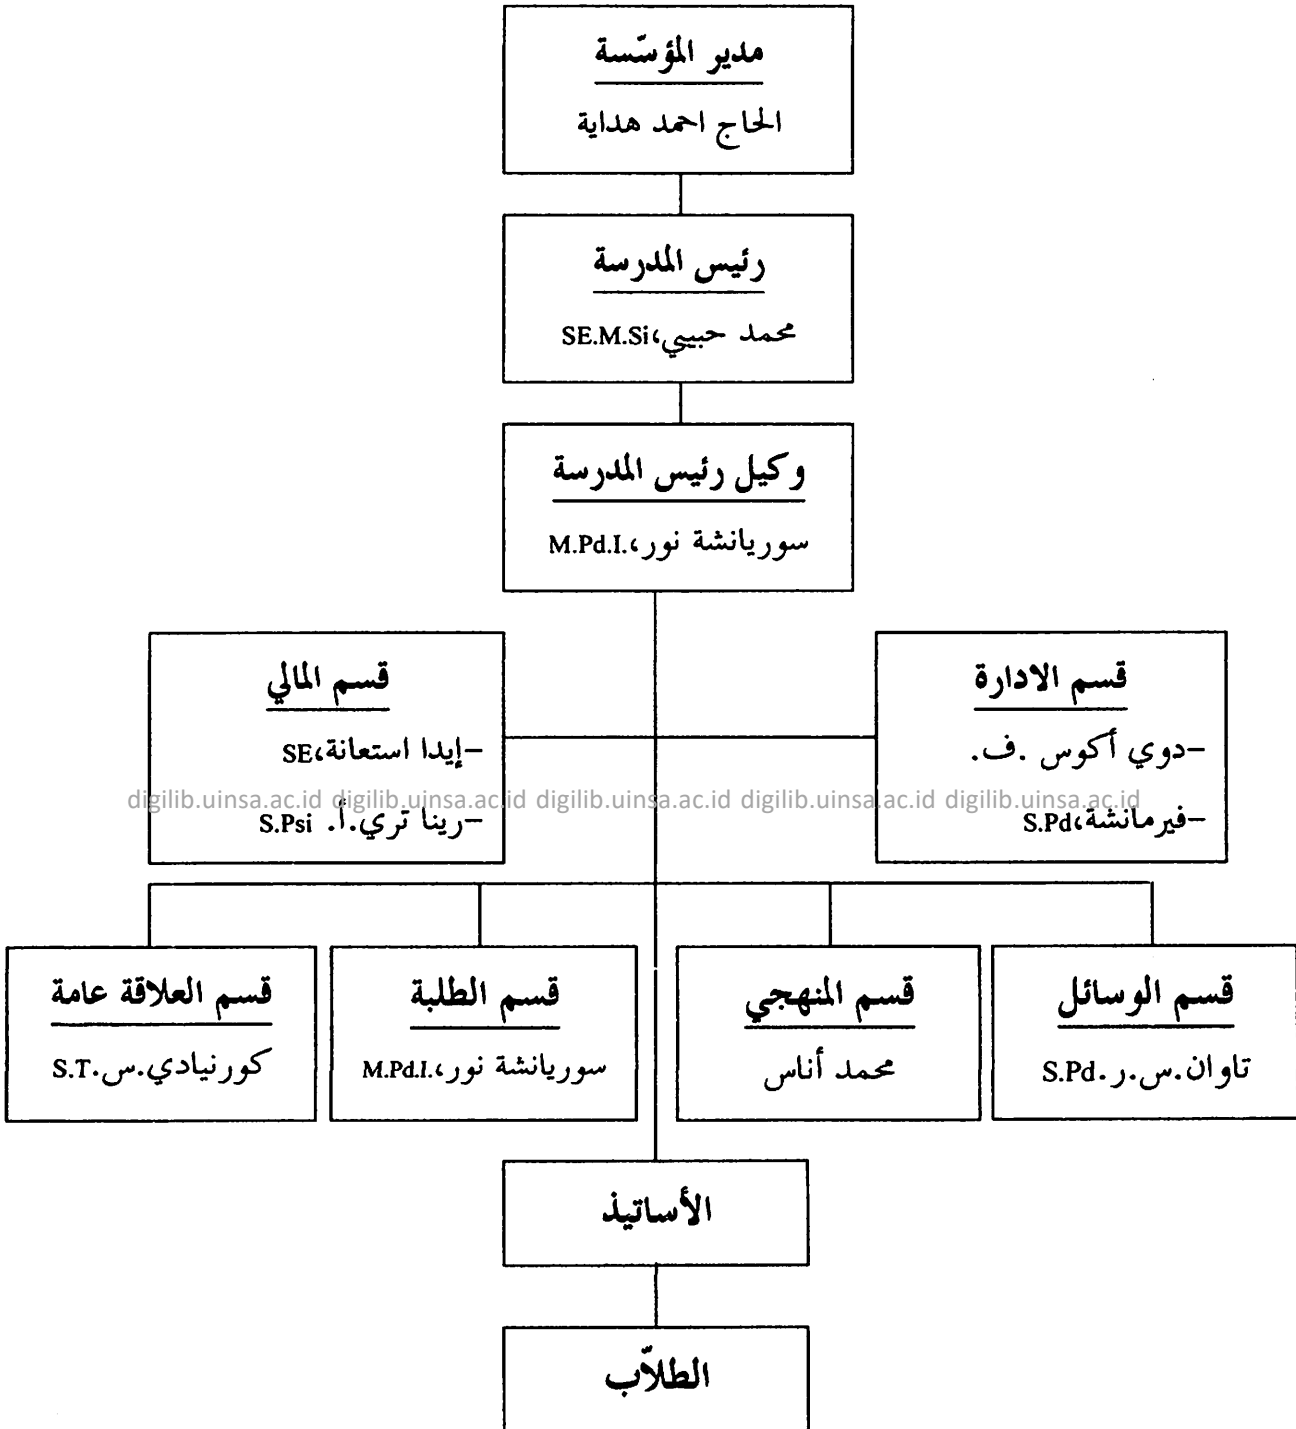 مدير المؤسّسة
الحاج احمد هداية
رئيس المدرسة
محمد حبيبي،SE.M.Si
وكيل رئيس المدرسة
سوريانشة نور،M.Pd.I.
قسم الادارة
-دوي أكوس .ف.
-فيرمانشة،S.Pd
قسم المالي
-إيدا استعانة،SE
-رينا تري.أ. S.Psi
digilib.uinsa.ac.id digilib.uinsa.ac.id digilib.uinsa.ac.id digilib.uinsa.ac.id digilib.uinsa.ac.id
قسم الوسائل
تاوان.س.ر.S.Pd
قسم المنهجي
محمد أناس
قسم الطلبة
سوريانشة نور،M.Pd.I.
قسم العلاقة عامة
كورنيادي.س.S.T
الأساتيذ
الطلاّب